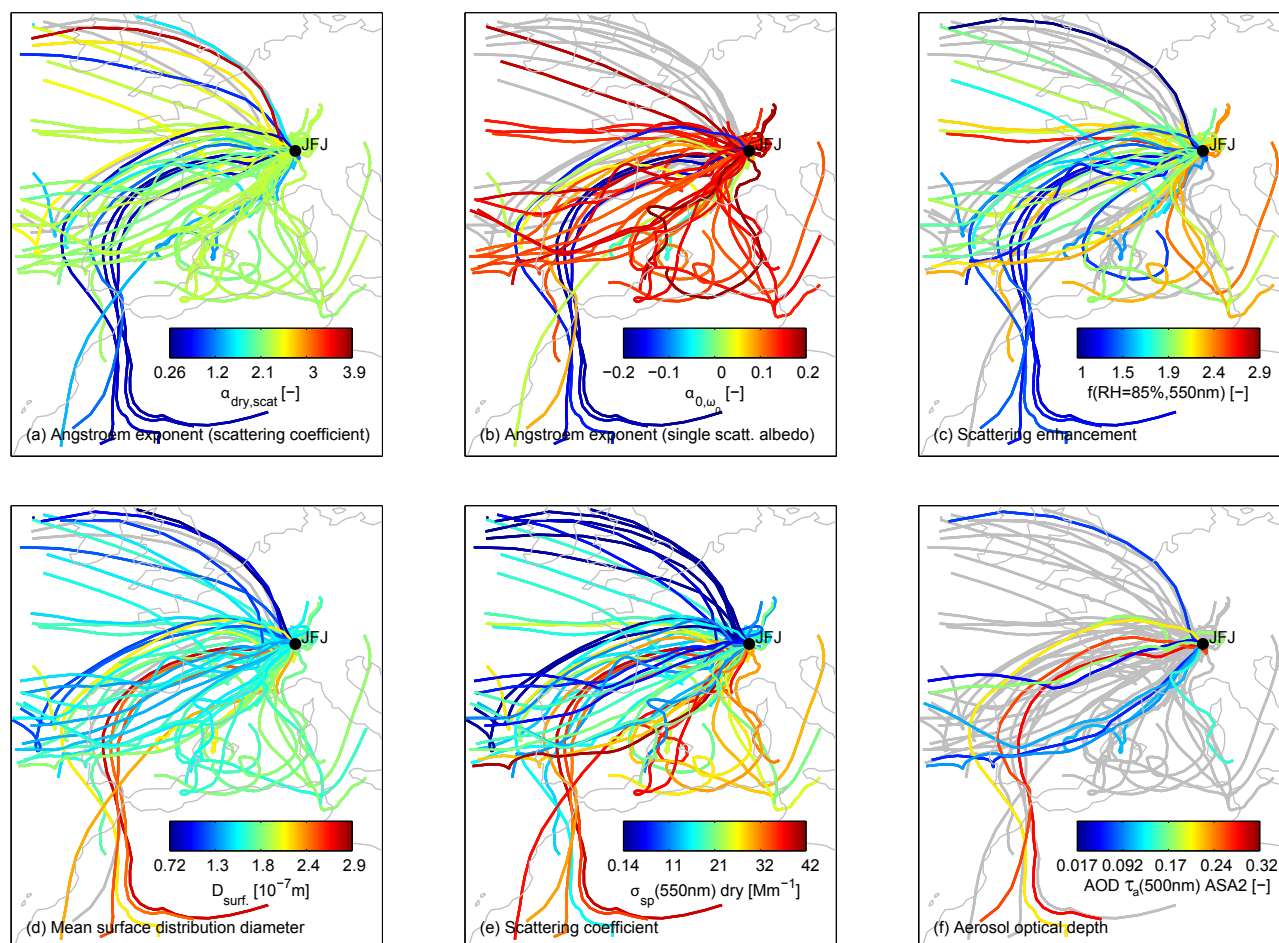 JFJ
0.26 1.2 2.1 3 3.9
α_dry,scat [−]
(a) Angstroem exponent (scattering coefficient)
JFJ
−0.2 −0.1 0 0.1 0.2
α_0,ω_0 [−]
(b) Angstroem exponent (single scatt. albedo)
JFJ
1 1.5 1.9 2.4 2.9
f(RH=85%,550nm) [−]
(c) Scattering enhancement
JFJ
0.72 1.3 1.8 2.4 2.9
D_surf. [10⁻⁷m]
(d) Mean surface distribution diameter
JFJ
0.14 11 21 32 42
σ_sp(550nm) dry [Mm⁻¹]
(e) Scattering coefficient
JFJ
0.017 0.092 0.17 0.24 0.32
AOD τ_a(500nm) ASA2 [−]
(f) Aerosol optical depth